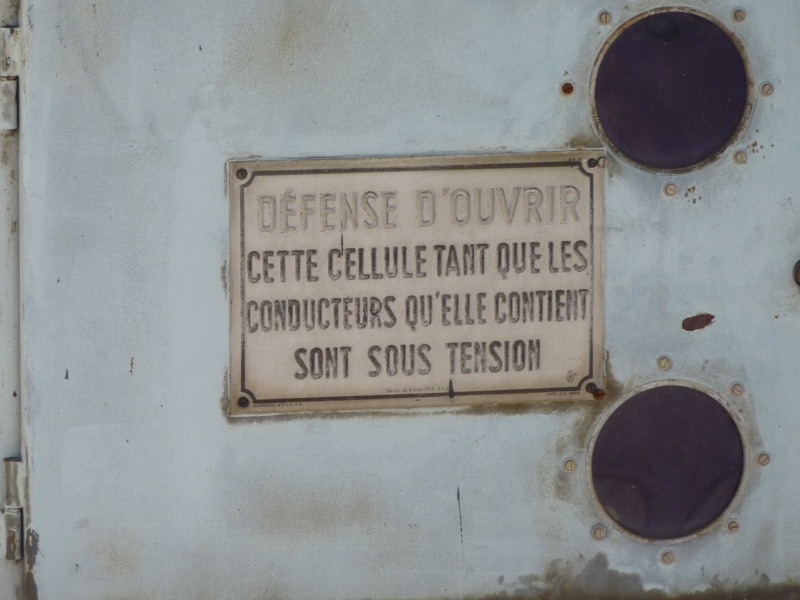 DÉFENSE D'OUVRIR
CETTE CELLULE TANT QUE LES
CONDUCTEURS QU'ELLE CONTIENT
SONT SOUS TENSION